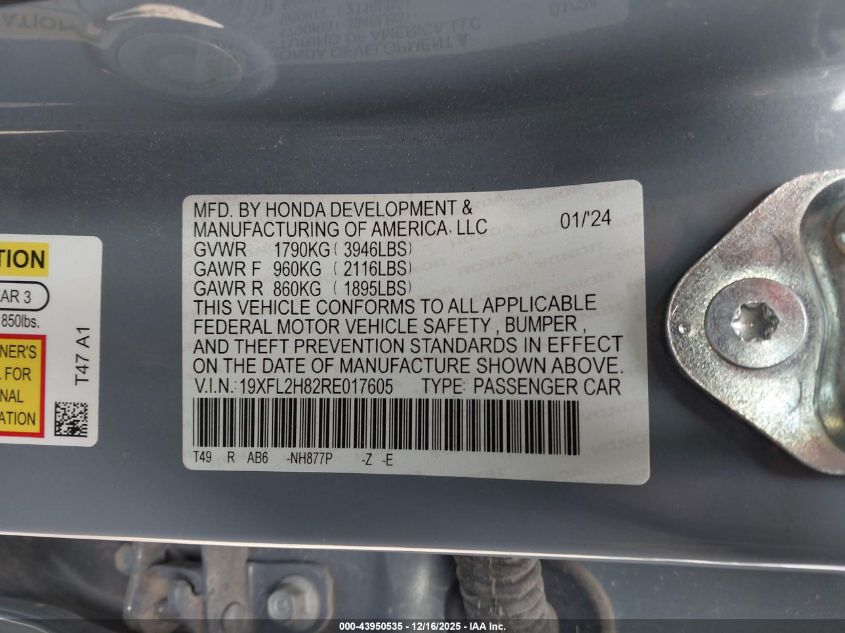 MFD. BY HONDA DEVELOPMENT &
MANUFACTURING OF AMERICA, LLC 01/'24
GVWR 1790KG ( 3946LBS)
GAWR F 960KG ( 2116LBS)
GAWR R 860KG ( 1895LBS)
THIS VEHICLE CONFORMS TO ALL APPLICABLE
FEDERAL MOTOR VEHICLE SAFETY , BUMPER ,
AND THEFT PREVENTION STANDARDS IN EFFECT
ON THE DATE OF MANUFACTURE SHOWN ABOVE.
V.I.N.: 19XFL2H82RE017605 TYPE: PASSENGER CAR
T49 R AB6 -NH877P -Z -E
TION
AR 3
850lbs.
NER'S
FOR
NAL
ATION
T47 A1
000-43950535 - 12/16/2025 - IAA Inc.